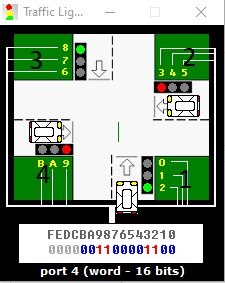 Traffic Lig...
8
3 7 2
6 3 4 5
B A 9 0
4 1 1
2
FEDCBA9876543210
0000001100001100
port 4 (word - 16 bits)